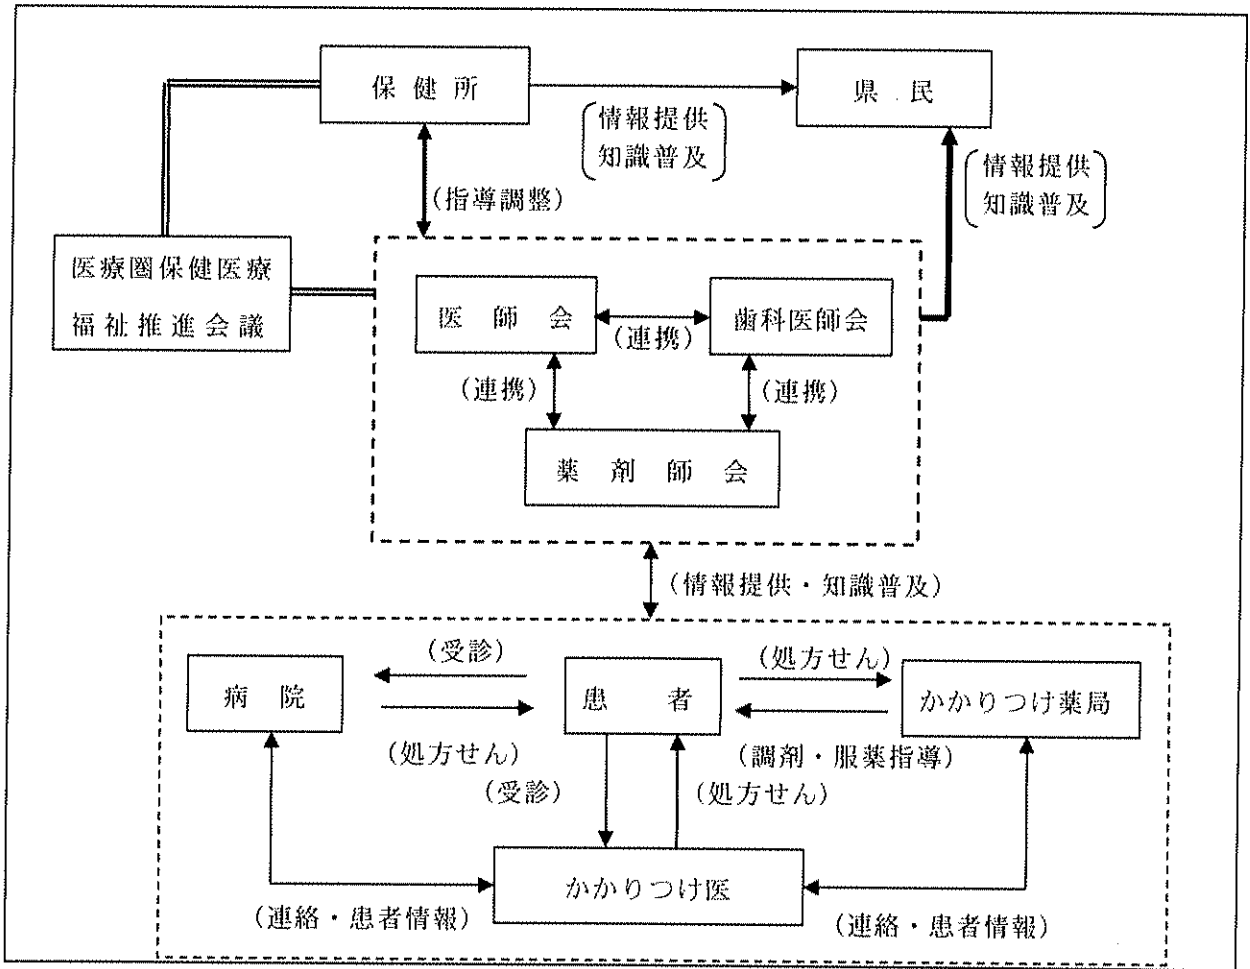 保健所
県民
情報提供
知識普及
情報提供
知識普及
(指導調整)
医療圏保健医療
福祉推進会議
医師会
(連携)
歯科医師会
(連携)
(連携)
薬剤師会
(情報提供・知識普及)
(受診)
(処方せん)
病院
患者
かかりつけ薬局
(処方せん)
(調剤・服薬指導)
(受診)
(処方せん)
かかりつけ医
(連絡・患者情報)
(連絡・患者情報)